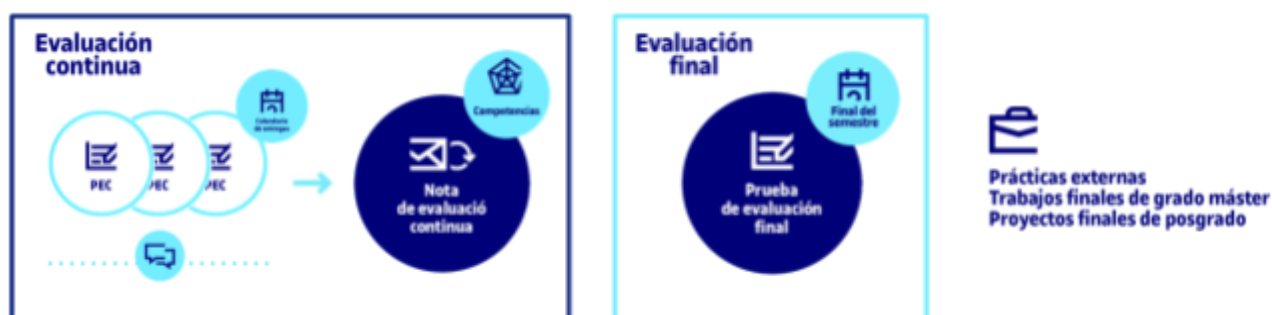 Evaluación
continua
Calendario
de entregas
PEC
PEC
PEC
Competencias
Nota
de evaluació
continua
Evaluación
final
Final del
semestre
Prueba
de evaluación
final
Prácticas externas
Trabajos finales de grado máster
Proyectos finales de posgrado